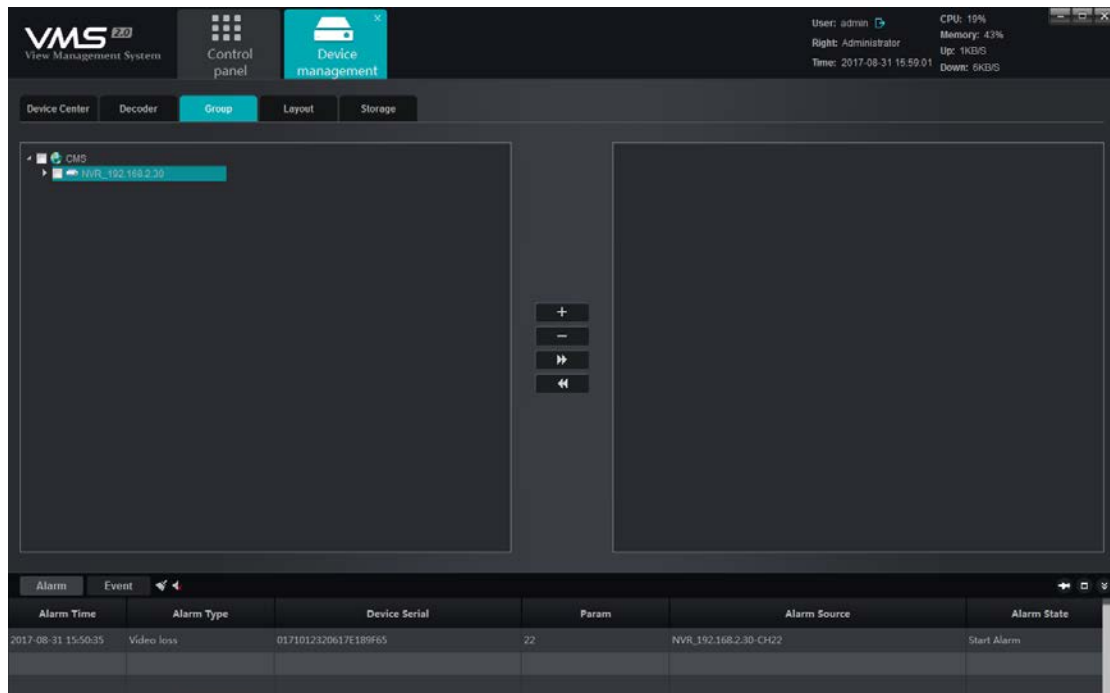 VMS 2.0
View Management System
Control
panel
Device
management
User: admin
Right: Administrator
Time: 2017-08-31 15:59:01
CPU: 19%
Memory: 43%
Up: 1KB/S
Down: 6KB/S
Device Center Decoder Group Layout Storage
CMS
NVR_192.168.2.30
Alarm Event
Alarm Time Alarm Type Device Serial Param Alarm Source Alarm State
2017-08-31 15:50:35 Video loss 0171012320617E189F65 22 NVR_192.168.2.30-CH22 Start Alarm